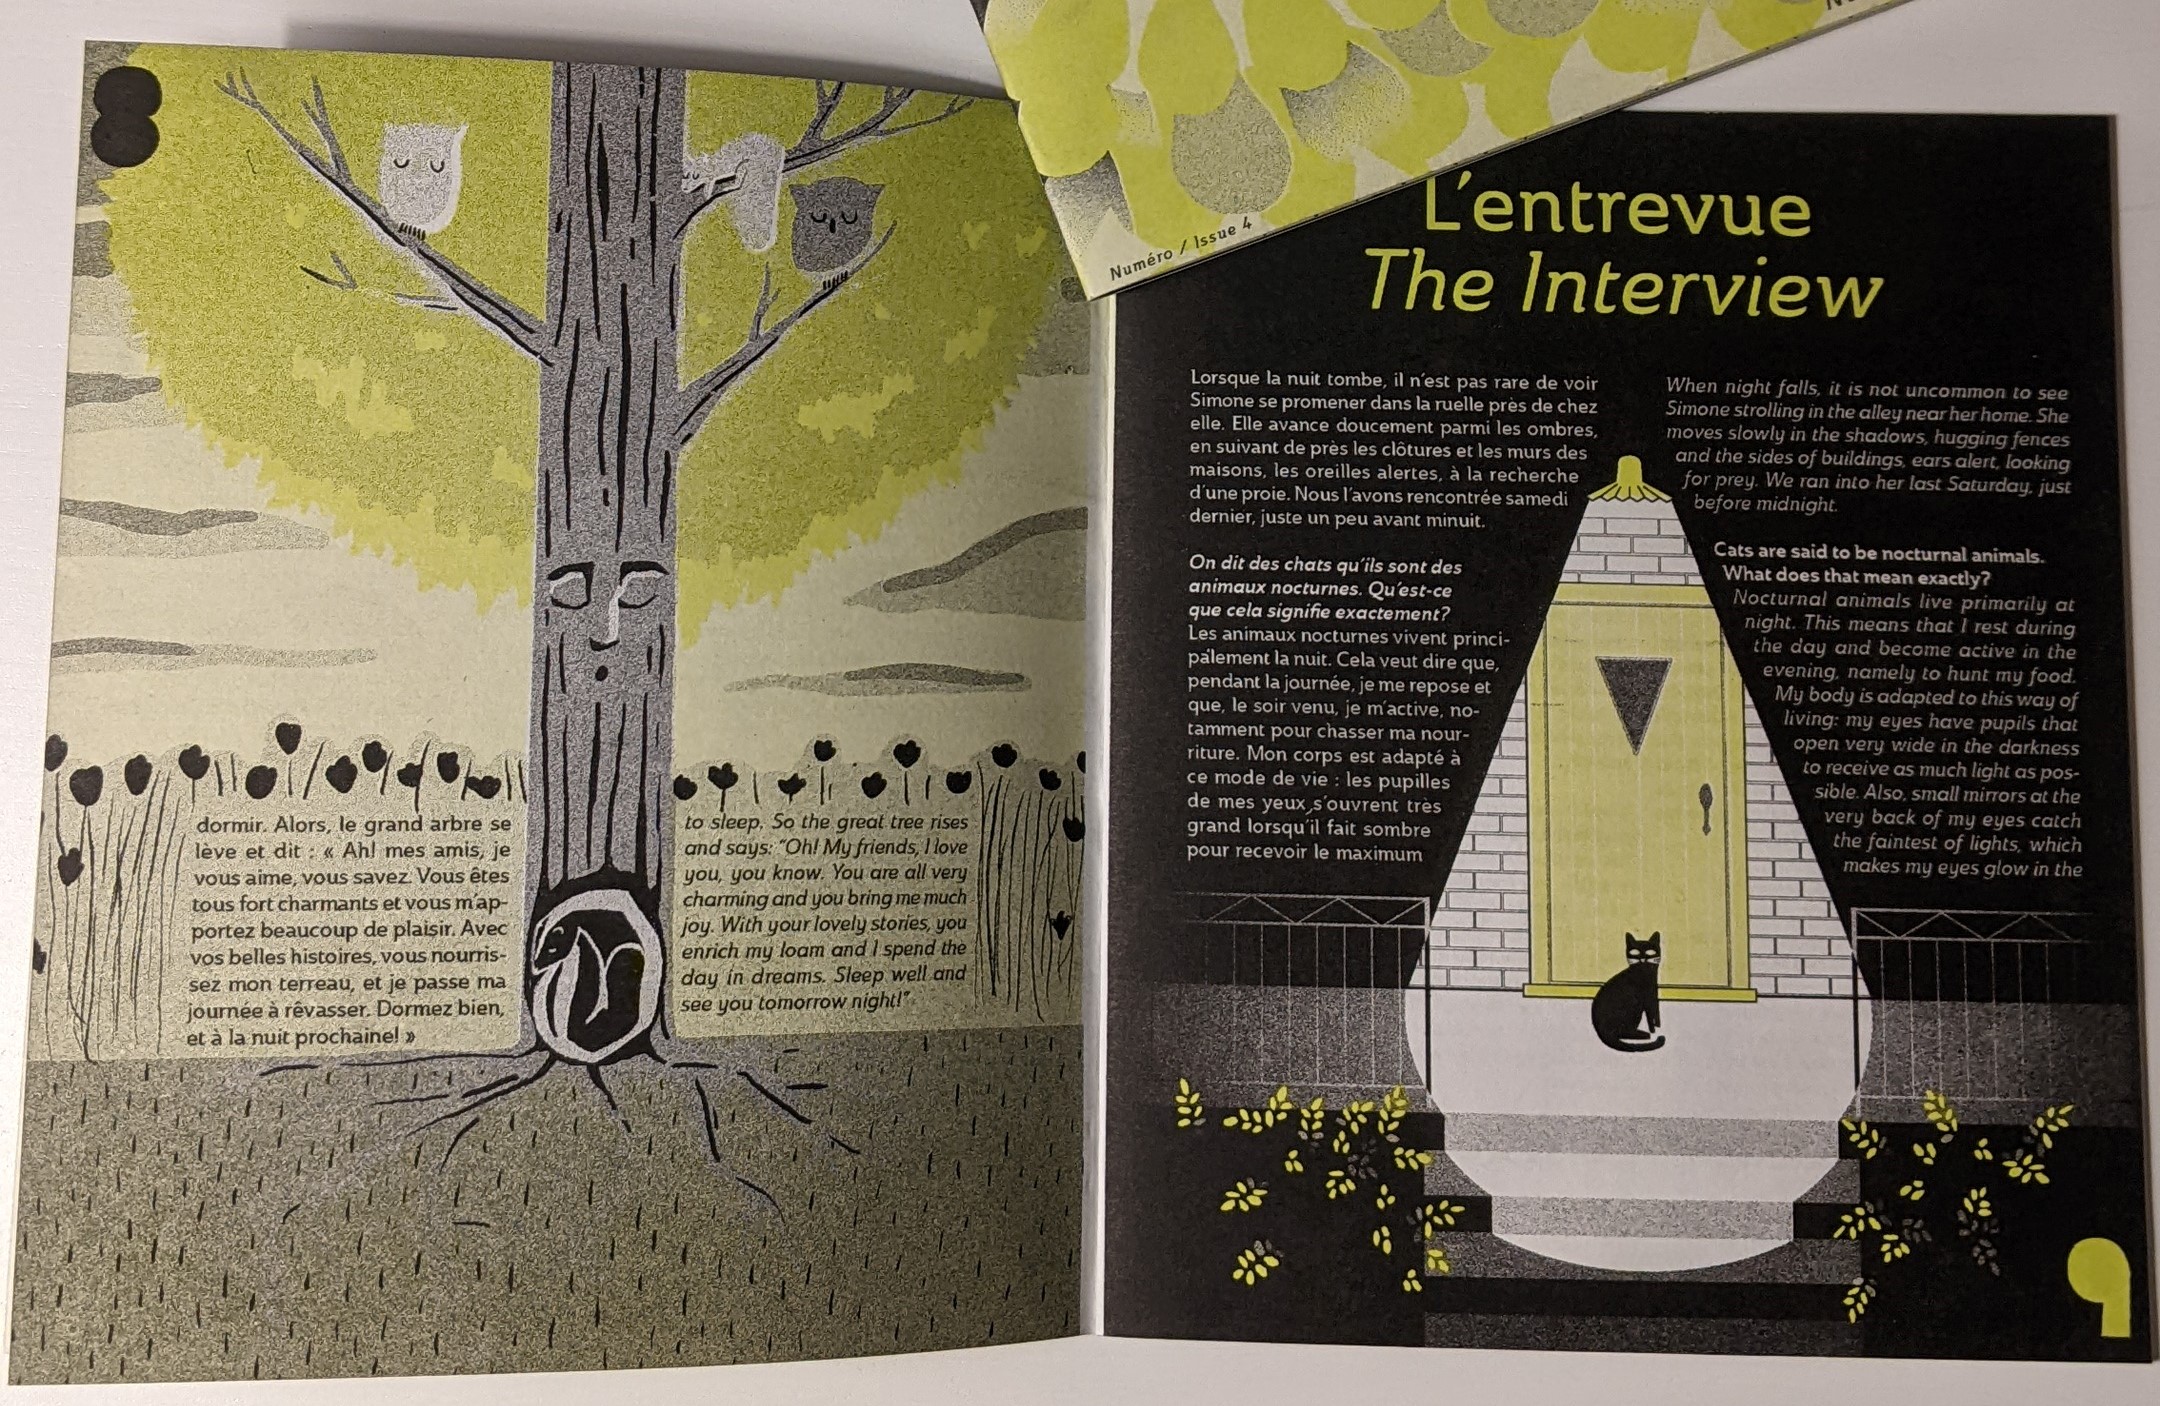 8
dormir. Alors, le grand arbre se
lève et dit : « Ah! mes amis, je
vous aime, vous savez. Vous êtes
tous fort charmants et vous m'ap-
portez beaucoup de plaisir. Avec
vos belles histoires, vous nourris-
sez mon terreau, et je passe ma
journée à rêvasser. Dormez bien,
et à la nuit prochaine! »
to sleep. So the great tree rises
and says: "Oh! My friends, I love
you, you know. You are all very
charming and you bring me much
joy. With your lovely stories, you
enrich my loam and I spend the
day in dreams. Sleep well and
see you tomorrow night!"
Numéro / Issue 4
L'entrevue
The Interview
Lorsque la nuit tombe, il n'est pas rare de voir
Simone se promener dans la ruelle près de chez
elle. Elle avance doucement parmi les ombres,
en suivant de près les clôtures et les murs des
maisons, les oreilles alertes, à la recherche
d'une proie. Nous l'avons rencontrée samedi
dernier, juste un peu avant minuit.
On dit des chats qu'ils sont des
animaux nocturnes. Qu'est-ce
que cela signifie exactement?
Les animaux nocturnes vivent princi-
palement la nuit. Cela veut dire que,
pendant la journée, je me repose et
que, le soir venu, je m'active, no-
tamment pour chasser ma nour-
riture. Mon corps est adapté à
ce mode de vie : les pupilles
de mes yeux s'ouvrent très
grand lorsqu'il fait sombre
pour recevoir le maximum
When night falls, it is not uncommon to see
Simone strolling in the alley near her home. She
moves slowly in the shadows, hugging fences
and the sides of buildings, ears alert, looking
for prey. We ran into her last Saturday, just
before midnight.
Cats are said to be nocturnal animals.
What does that mean exactly?
Nocturnal animals live primarily at
night. This means that I rest during
the day and become active in the
evening, namely to hunt my food.
My body is adapted to this way of
living: my eyes have pupils that
open very wide in the darkness
to receive as much light as pos-
sible. Also, small mirrors at the
very back of my eyes catch
the faintest of lights, which
makes my eyes glow in the
9